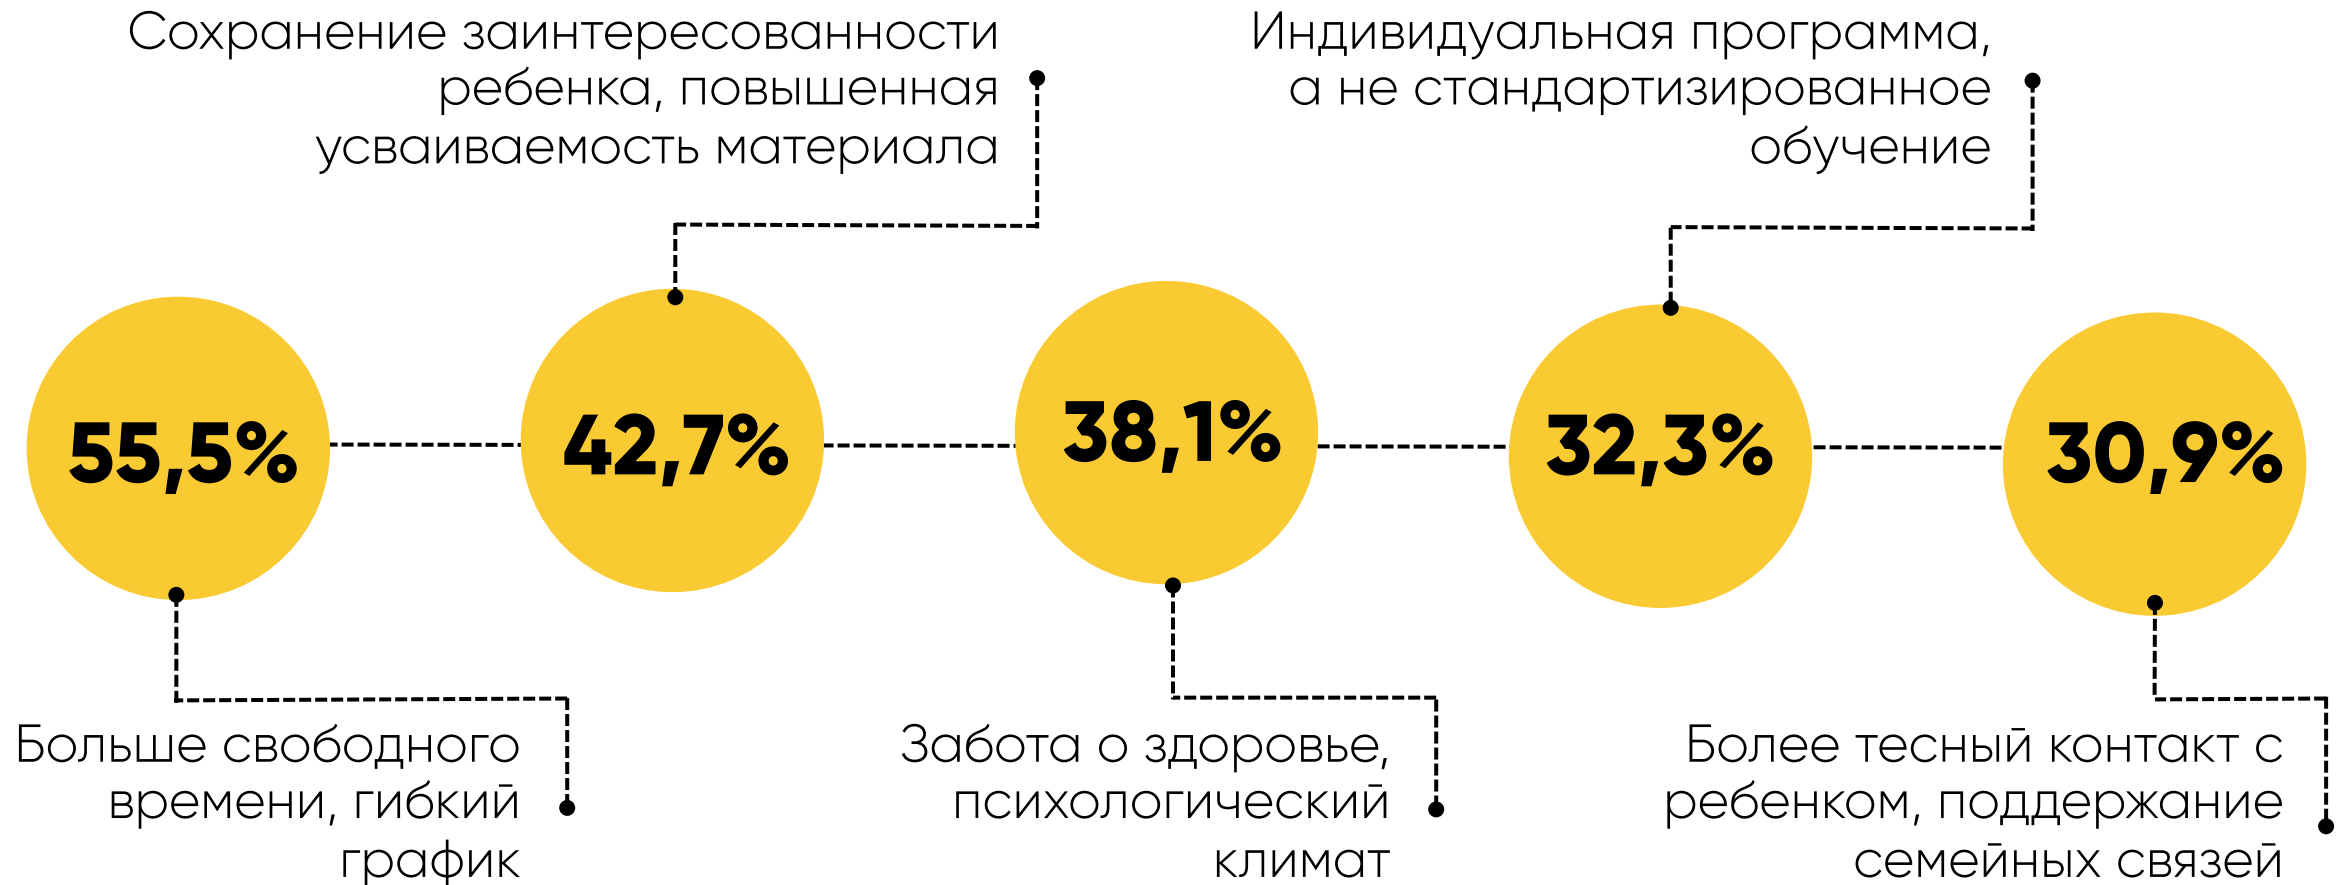 Сохранение заинтересованности
ребенка, повышенная
усваиваемость материала
Индивидуальная программа,
а не стандартизированное
обучение
55,5%
42,7%
38,1%
32,3%
30,9%
Больше свободного
времени, гибкий
график
Забота о здоровье,
психологический
климат
Более тесный контакт с
ребенком, поддержание
семейных связей